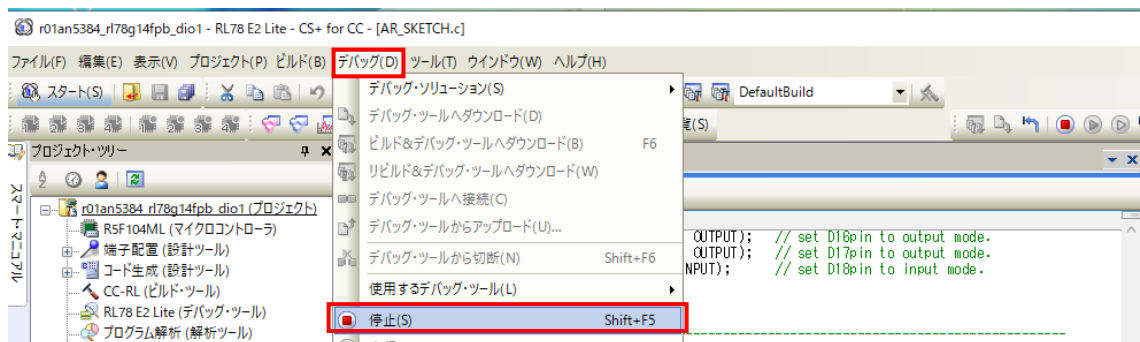 r01an5384_rl78g14fpb_dio1 - RL78 E2 Lite - CS+ for CC - [AR_SKETCH.c]
ファイル(F) 編集(E) 表示(V) プロジェクト(P) ビルド(B) デバッグ(D) ツール(T) ウインドウ(W) ヘルプ(H)
スタート(S)
デバッグ・ソリューション(S)
DefaultBuild
デバッグ・ツールへダウンロード(D)
(S)
ビルド&デバッグ・ツールへダウンロード(B) F6
プロジェクト・ツリー
リビルド&デバッグ・ツールへダウンロード(W)
スマート・マニュアル
デバッグ・ツールへ接続(C)
r01an5384_rl78g14fpb_dio1 (プロジェクト)
デバッグ・ツールからアップロード(U)...
R5F104ML (マイクロコントローラ)
OUTPUT); // set D16pin to output mode.
端子配置 (設計ツール)
デバッグ・ツールから切断(N) Shift+F6
OUTPUT); // set D17pin to output mode.
コード生成 (設計ツール)
NPUT); // set D18pin to input mode.
CC-RL (ビルド・ツール)
使用するデバッグ・ツール(L)
RL78 E2 Lite (デバッグ・ツール)
停止(S) Shift+F5
プログラム解析 (解析ツール)